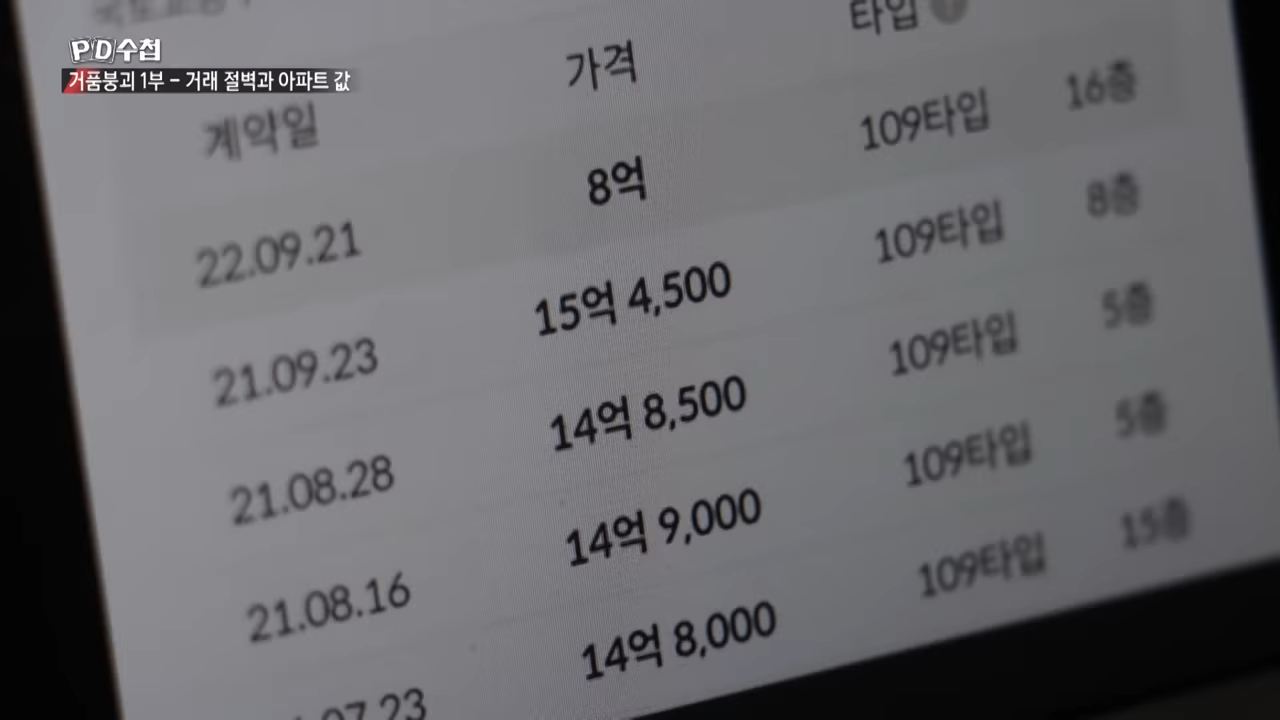 PD수첩
거품붕괴 1부 - 거래 절벽과 아파트 값
계약일 가격 타입
22.09.21 8억 109타입 16층
21.09.23 15억 4,500 109타입 8층
21.08.28 14억 8,500 109타입 5층
21.08.16 14억 9,000 109타입 5층
07.23 14억 8,000 109타입 15층